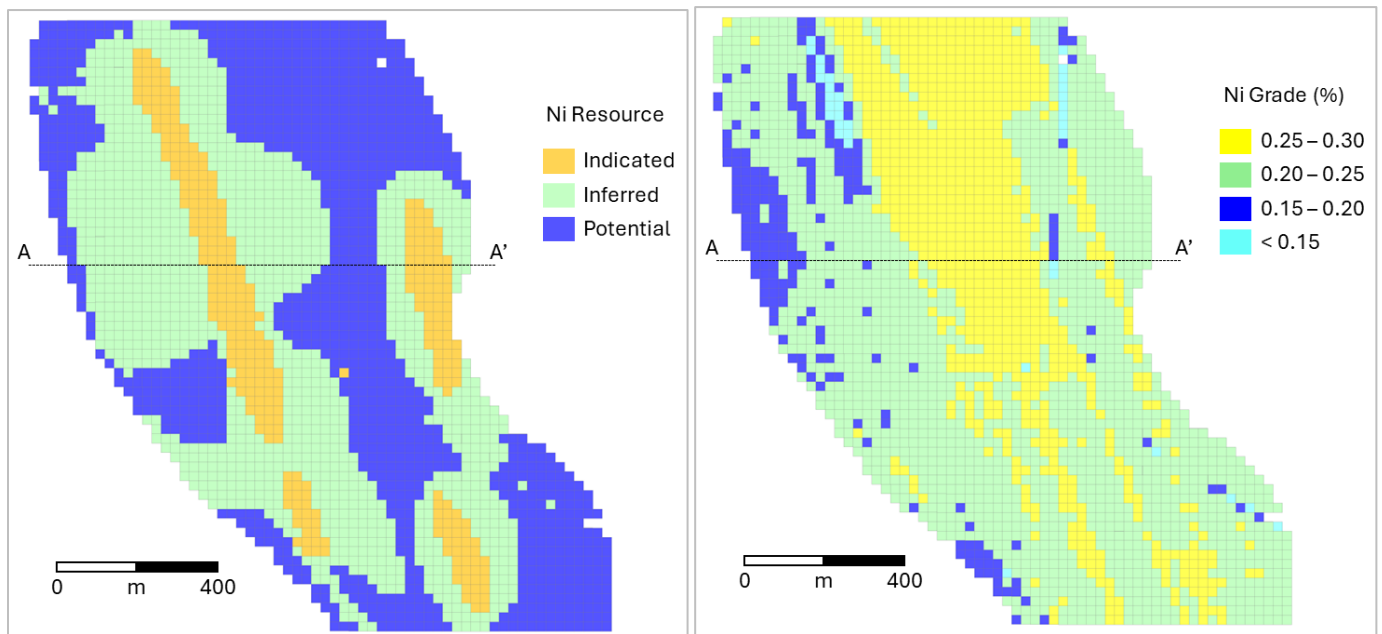 Ni Resource
Indicated
Inferred
Potential
A
A’
0
m
400
Ni Grade (%)
0.25 – 0.30
0.20 – 0.25
0.15 – 0.20
< 0.15
A
A’
0
m
400